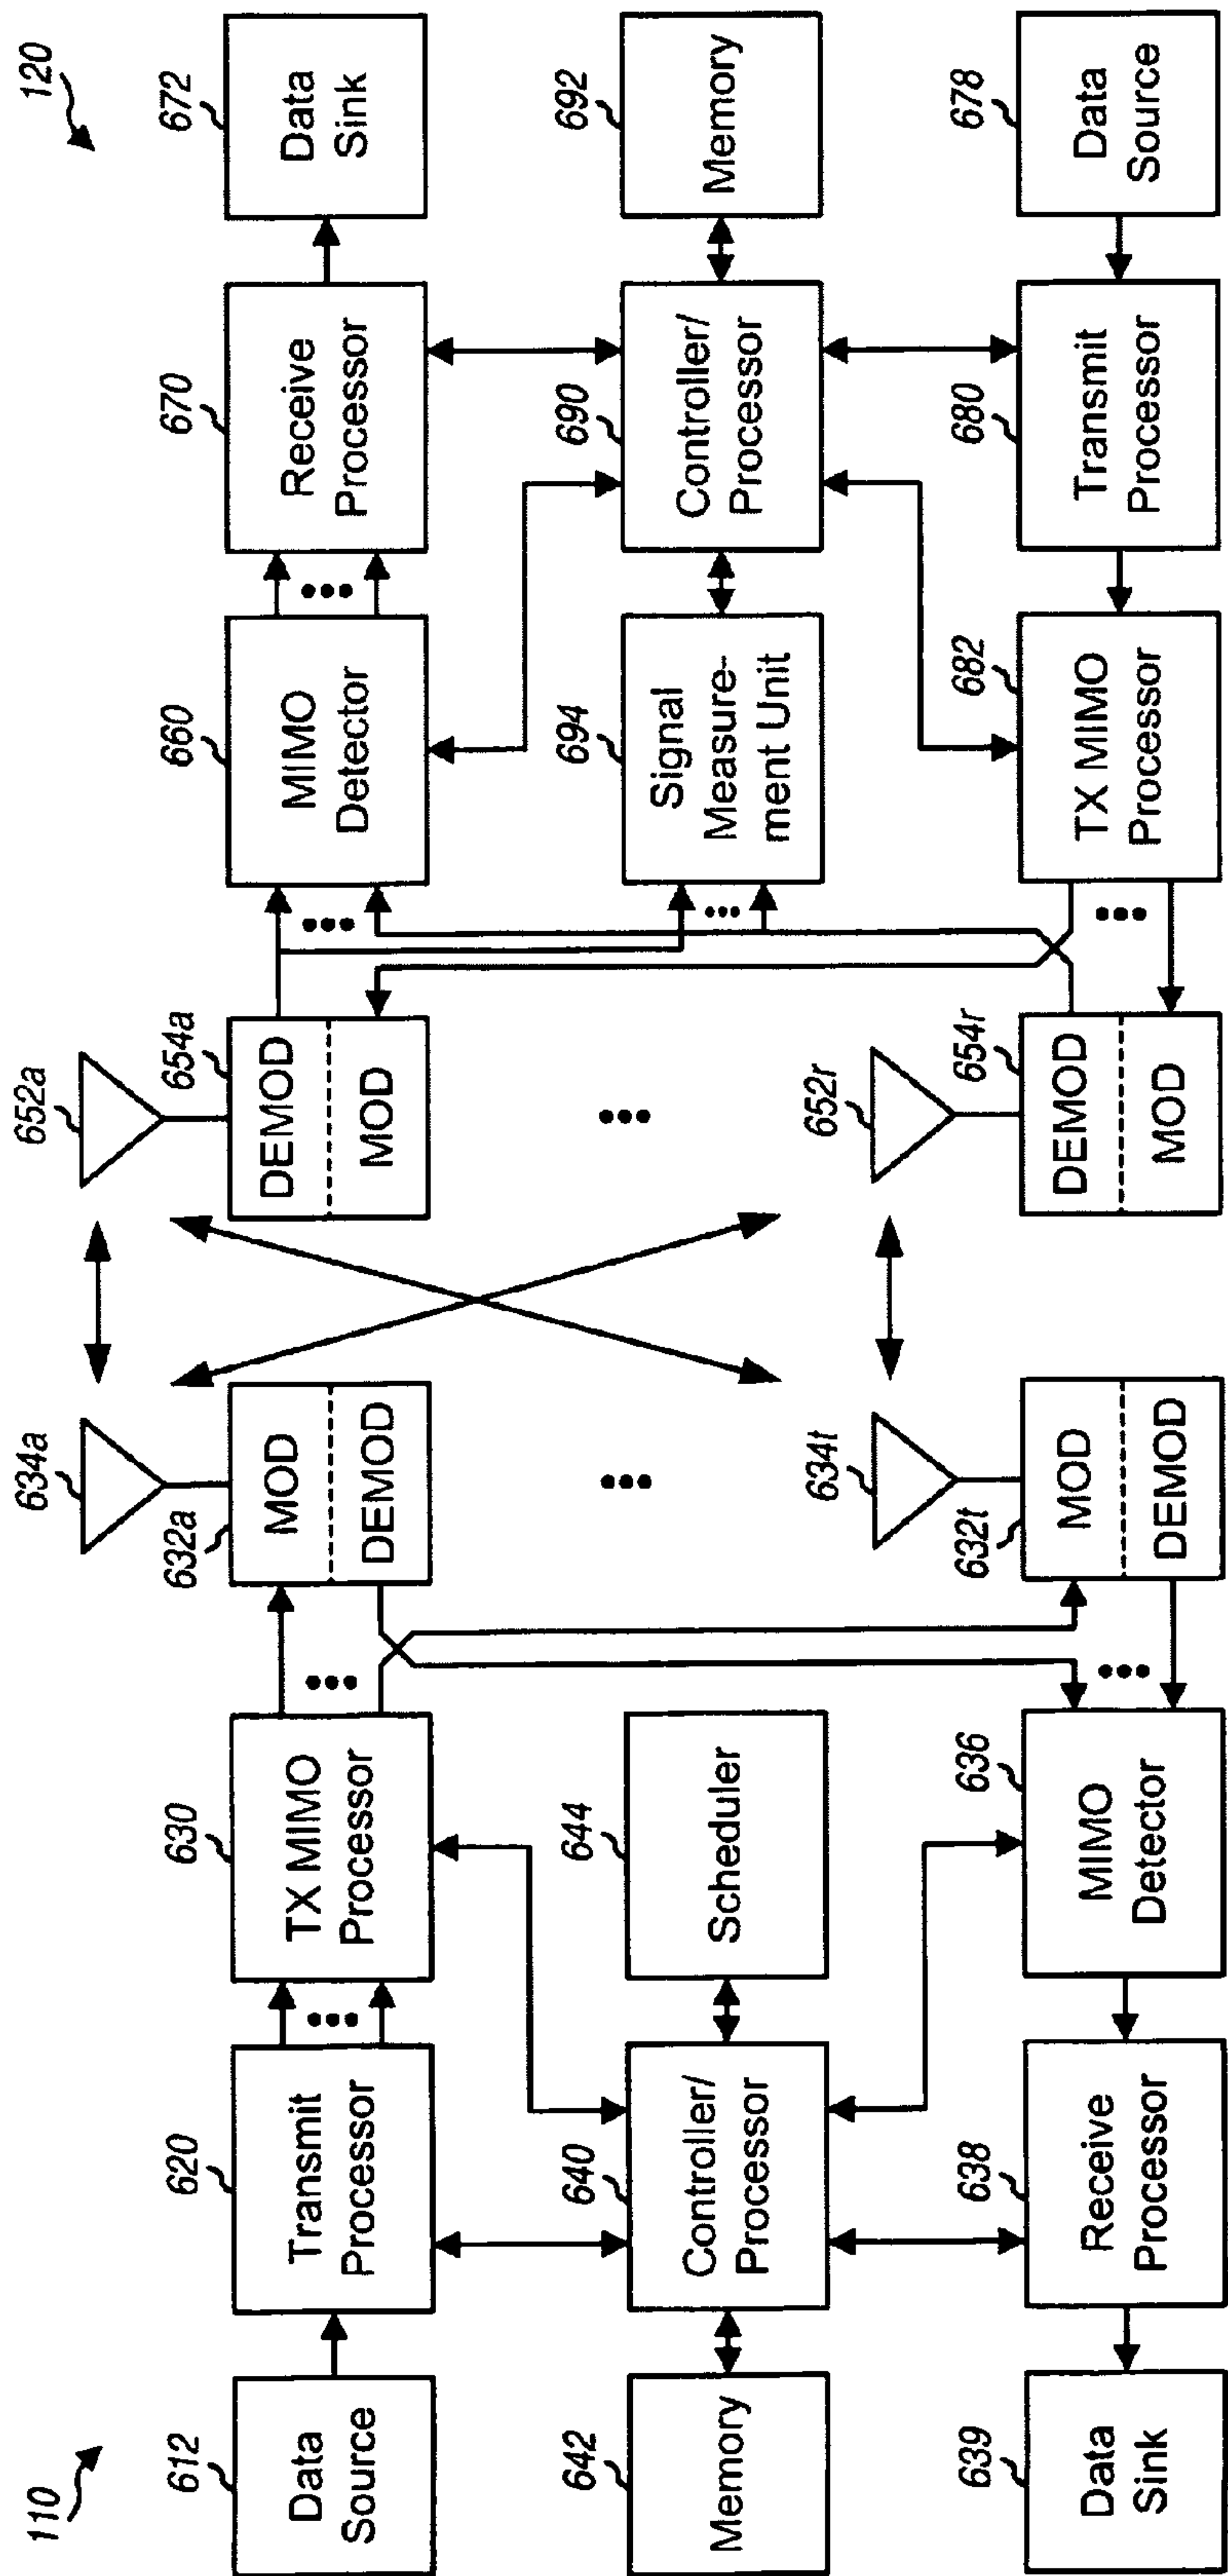 110
120
612
Data
Source
620
Transmit
Processor
630
TX MIMO
Processor
632a
MOD
DEMOD
634a
652a
654a
DEMOD
MOD
660
MIMO
Detector
670
Receive
Processor
672
Data
Sink
642
Memory
640
Controller/
Processor
644
Scheduler
694
Signal
Measure-
ment Unit
690
Controller/
Processor
692
Memory
639
Data
Sink
638
Receive
Processor
636
MIMO
Detector
632t
MOD
DEMOD
634t
652r
654r
DEMOD
MOD
682
TX MIMO
Processor
680
Transmit
Processor
678
Data
Source